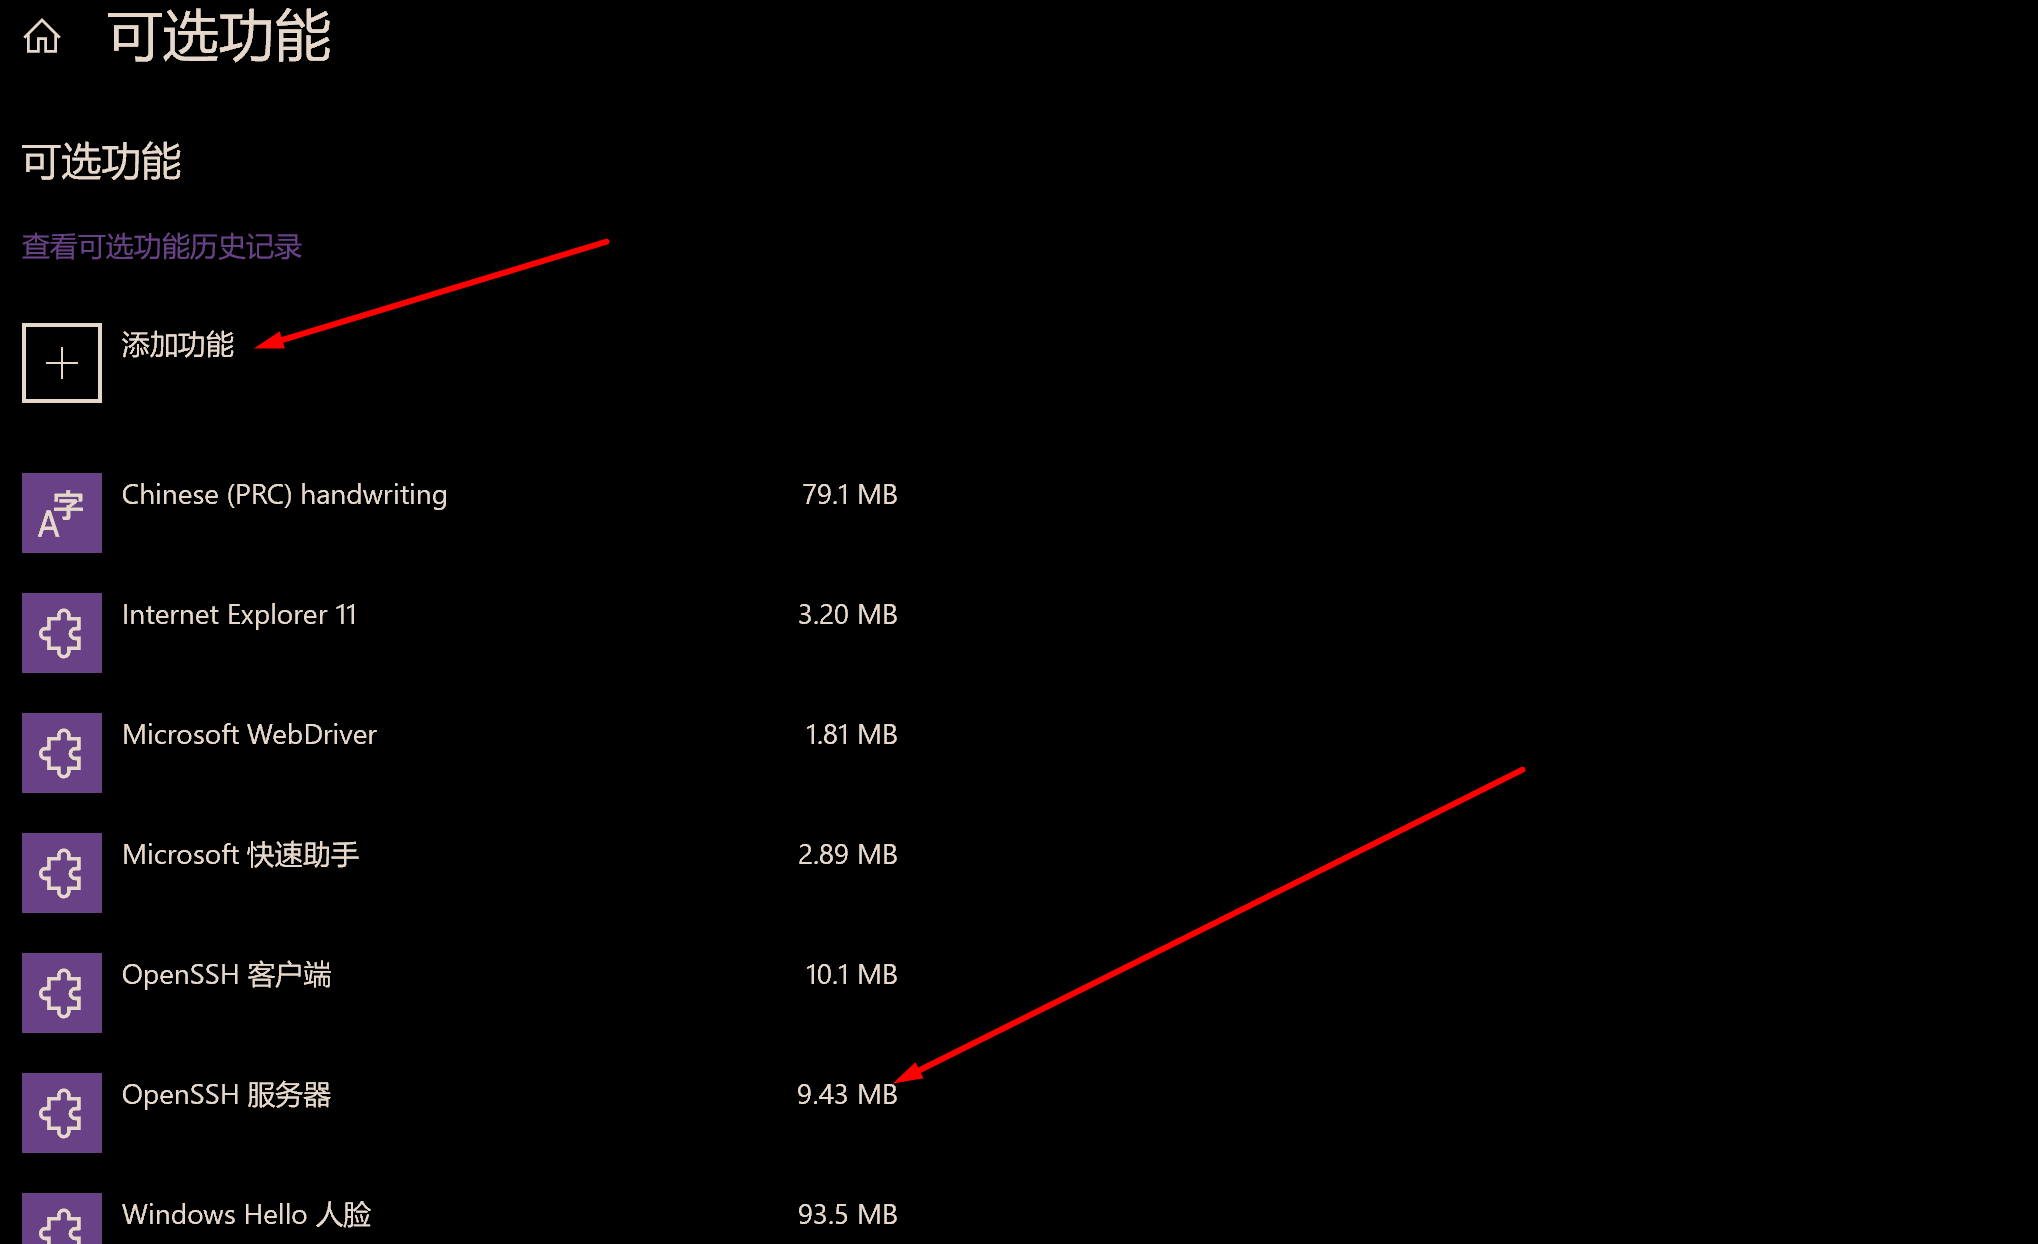 可选功能
可选功能
查看可选功能历史记录
添加功能
Chinese (PRC) handwriting 79.1 MB
Internet Explorer 11 3.20 MB
Microsoft WebDriver 1.81 MB
Microsoft 快速助手 2.89 MB
OpenSSH 客户端 10.1 MB
OpenSSH 服务器 9.43 MB
Windows Hello 人脸 93.5 MB